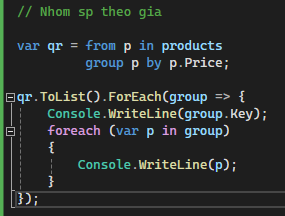 // Nhom sp theo gia
var qr = from p in products
group p by p.Price;
qr.ToList().ForEach(group => {
Console.WriteLine(group.Key);
foreach (var p in group)
{
Console.WriteLine(p);
}
});